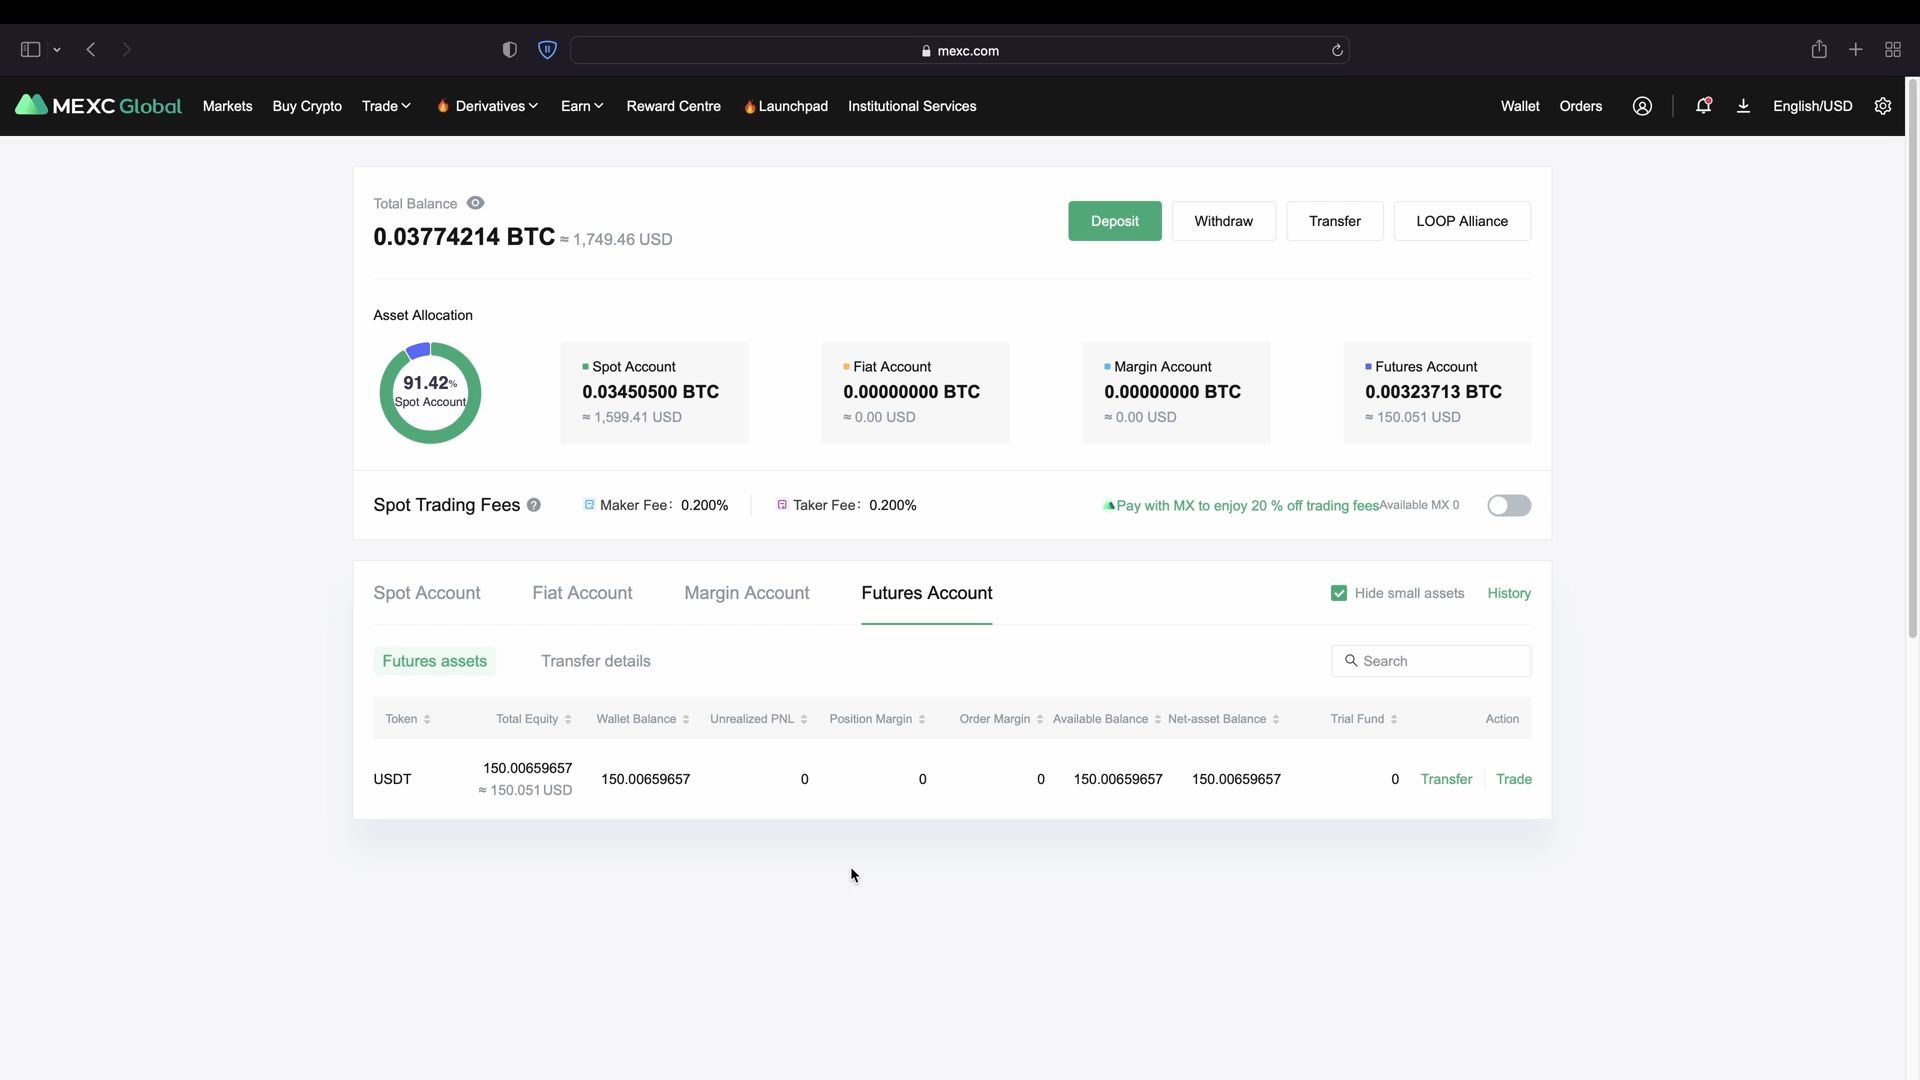 mexc.com
MEXC Global Markets Buy Crypto Trade Derivatives Earn Reward Centre Launchpad Institutional Services Wallet Orders English/USD
Total Balance
0.03774214 BTC ≈ 1,749.46 USD
Deposit Withdraw Transfer LOOP Alliance
Asset Allocation
91.42%
Spot Account
Spot Account
0.03450500 BTC
≈ 1,599.41 USD
Fiat Account
0.00000000 BTC
≈ 0.00 USD
Margin Account
0.00000000 BTC
≈ 0.00 USD
Futures Account
0.00323713 BTC
≈ 150.051 USD
Spot Trading Fees ? Maker Fee: 0.200% Taker Fee: 0.200% Pay with MX to enjoy 20 % off trading fees Available MX 0
Spot Account Fiat Account Margin Account Futures Account Hide small assets History
Futures assets Transfer details Search
Token Total Equity Wallet Balance Unrealized PNL Position Margin Order Margin Available Balance Net-asset Balance Trial Fund Action
USDT 150.00659657 150.00659657 0 0 0 150.00659657 150.00659657 0 Transfer Trade
≈ 150.051 USD